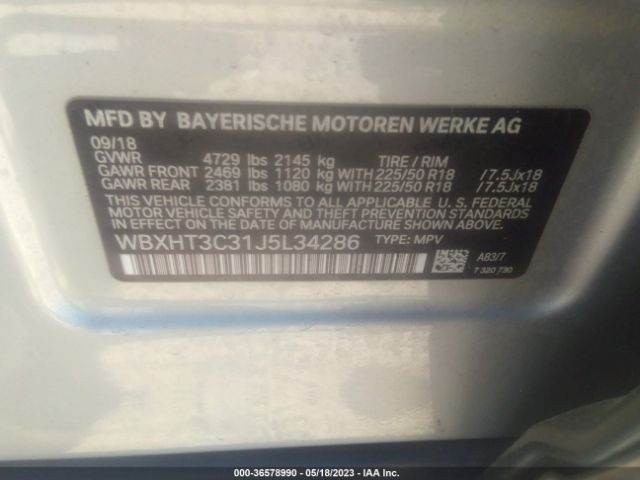 MFD BY BAYERISCHE MOTOREN WERKE AG
09/18
GVWR 4729 lbs 2145 kg TIRE / RIM
GAWR FRONT 2469 lbs 1120 kg WITH 225/50 R18 /7.5Jx18
GAWR REAR 2381 lbs 1080 kg WITH 225/50 R18 /7.5Jx18
THIS VEHICLE CONFORMS TO ALL APPLICABLE U. S. FEDERAL
MOTOR VEHICLE SAFETY AND THEFT PREVENTION STANDARDS
IN EFFECT ON THE DATE OF MANUFACTURE SHOWN ABOVE.
WBXHT3C31J5L34286 TYPE: MPV
A83/7
7 320 730
000-36578990 — 05/18/2023 — IAA Inc.